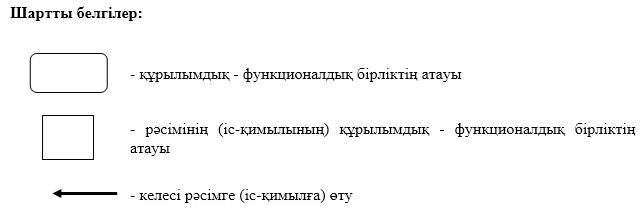 Шартты белгілер:
- құрылымдық - функционалдық бірліктің атауы
- рәсімінің (іс-қимылының) құрылымдық - функционалдық бірліктің
атауы
- келесі рәсімге (іс-қимылға) өту